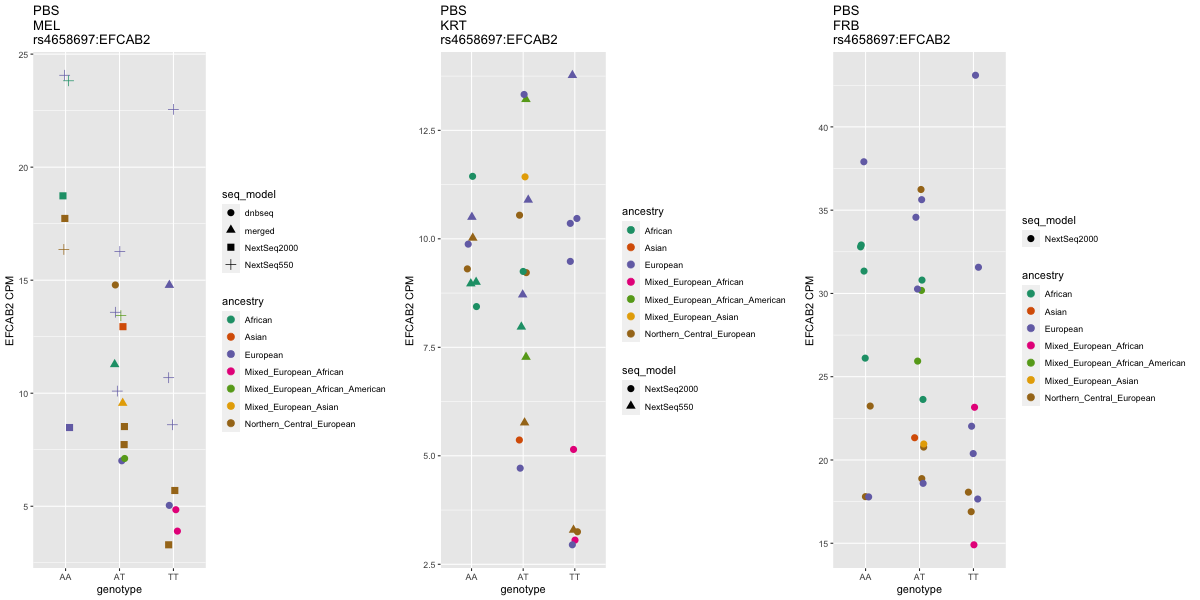 PBS
MEL
rs4658697:EFCAB2
25
20
15
10
5
EFCAB2 CPM
AA
AT
TT
genotype
seq_model
dnbseq
merged
NextSeq2000
NextSeq550
ancestry
African
Asian
European
Mixed_European_African
Mixed_European_African_American
Mixed_European_Asian
Northern_Central_European
PBS
KRT
rs4658697:EFCAB2
12.5
10.0
7.5
5.0
2.5
EFCAB2 CPM
AA
AT
TT
genotype
ancestry
African
Asian
European
Mixed_European_African
Mixed_European_African_American
Mixed_European_Asian
Northern_Central_European
seq_model
NextSeq2000
NextSeq550
PBS
FRB
rs4658697:EFCAB2
40
35
30
25
20
15
EFCAB2 CPM
AA
AT
TT
genotype
seq_model
NextSeq2000
ancestry
African
Asian
European
Mixed_European_African
Mixed_European_African_American
Mixed_European_Asian
Northern_Central_European